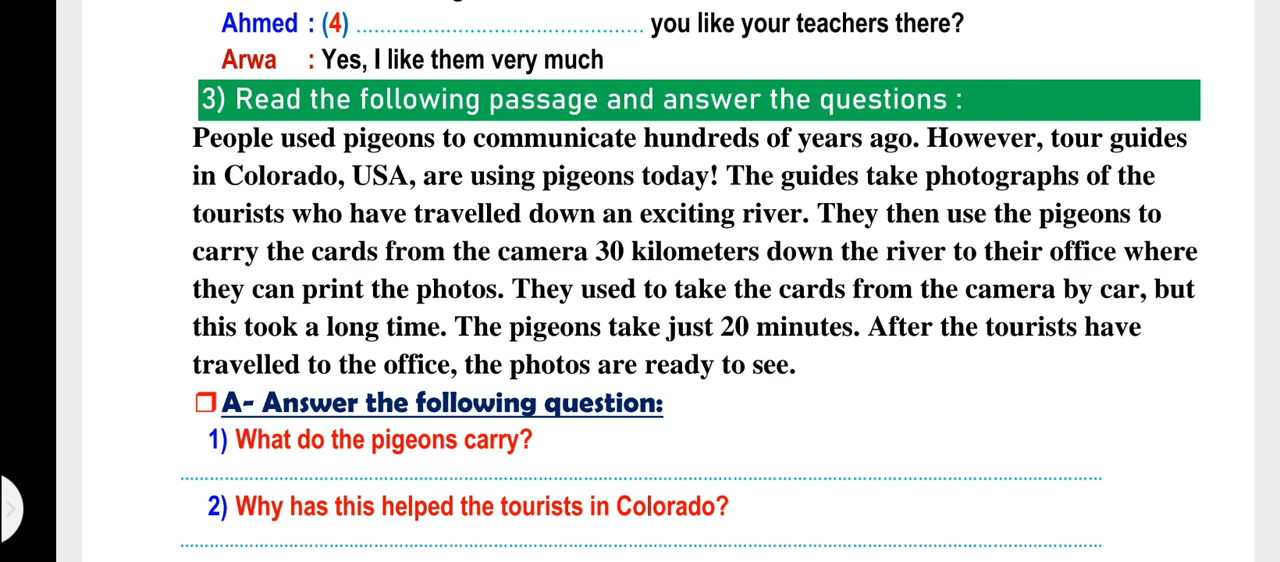 Ahmed : (4) ................................................ you like your teachers there?
Arwa : Yes, I like them very much
3) Read the following passage and answer the questions :
People used pigeons to communicate hundreds of years ago. However, tour guides
in Colorado, USA, are using pigeons today! The guides take photographs of the
tourists who have travelled down an exciting river. They then use the pigeons to
carry the cards from the camera 30 kilometers down the river to their office where
they can print the photos. They used to take the cards from the camera by car, but
this took a long time. The pigeons take just 20 minutes. After the tourists have
travelled to the office, the photos are ready to see.
A- Answer the following question:
1) What do the pigeons carry?
2) Why has this helped the tourists in Colorado?